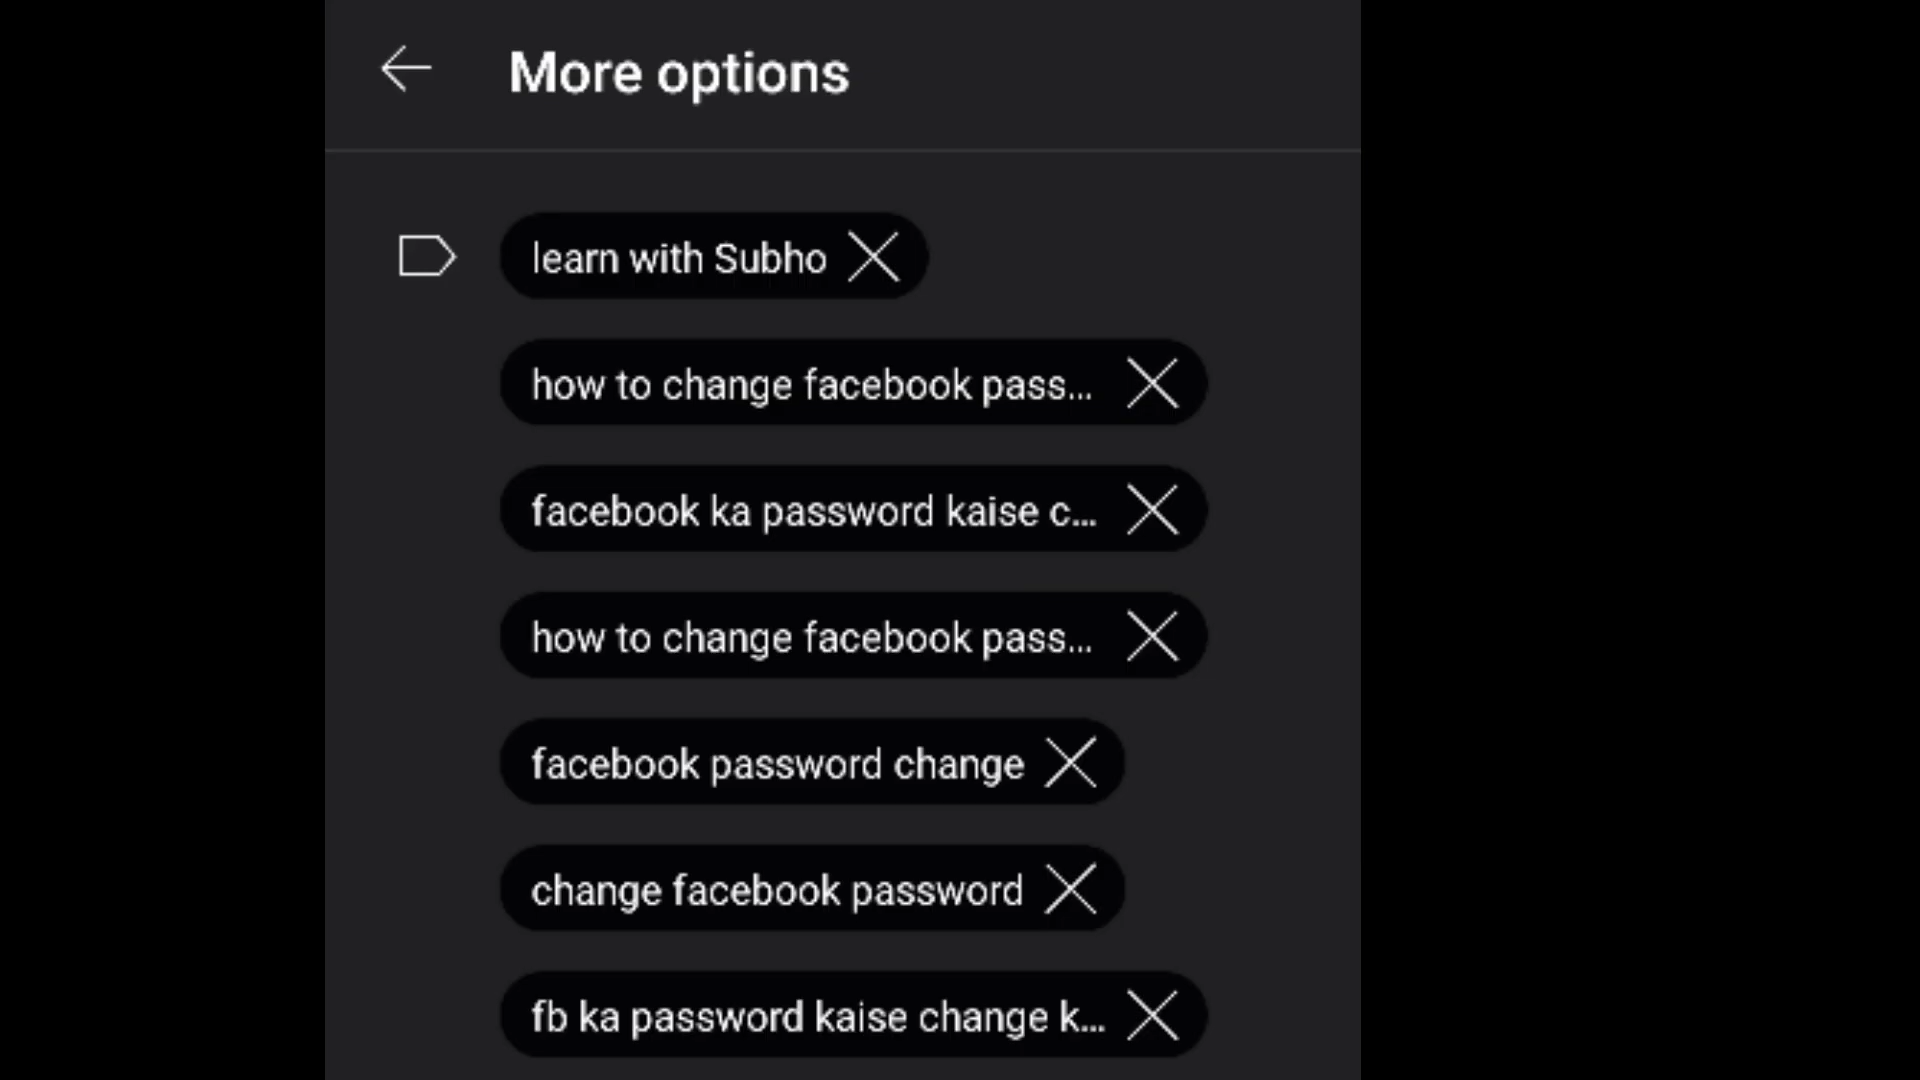 More options
learn with Subho
how to change facebook pass...
facebook ka password kaise c...
how to change facebook pass...
facebook password change
change facebook password
fb ka password kaise change k...